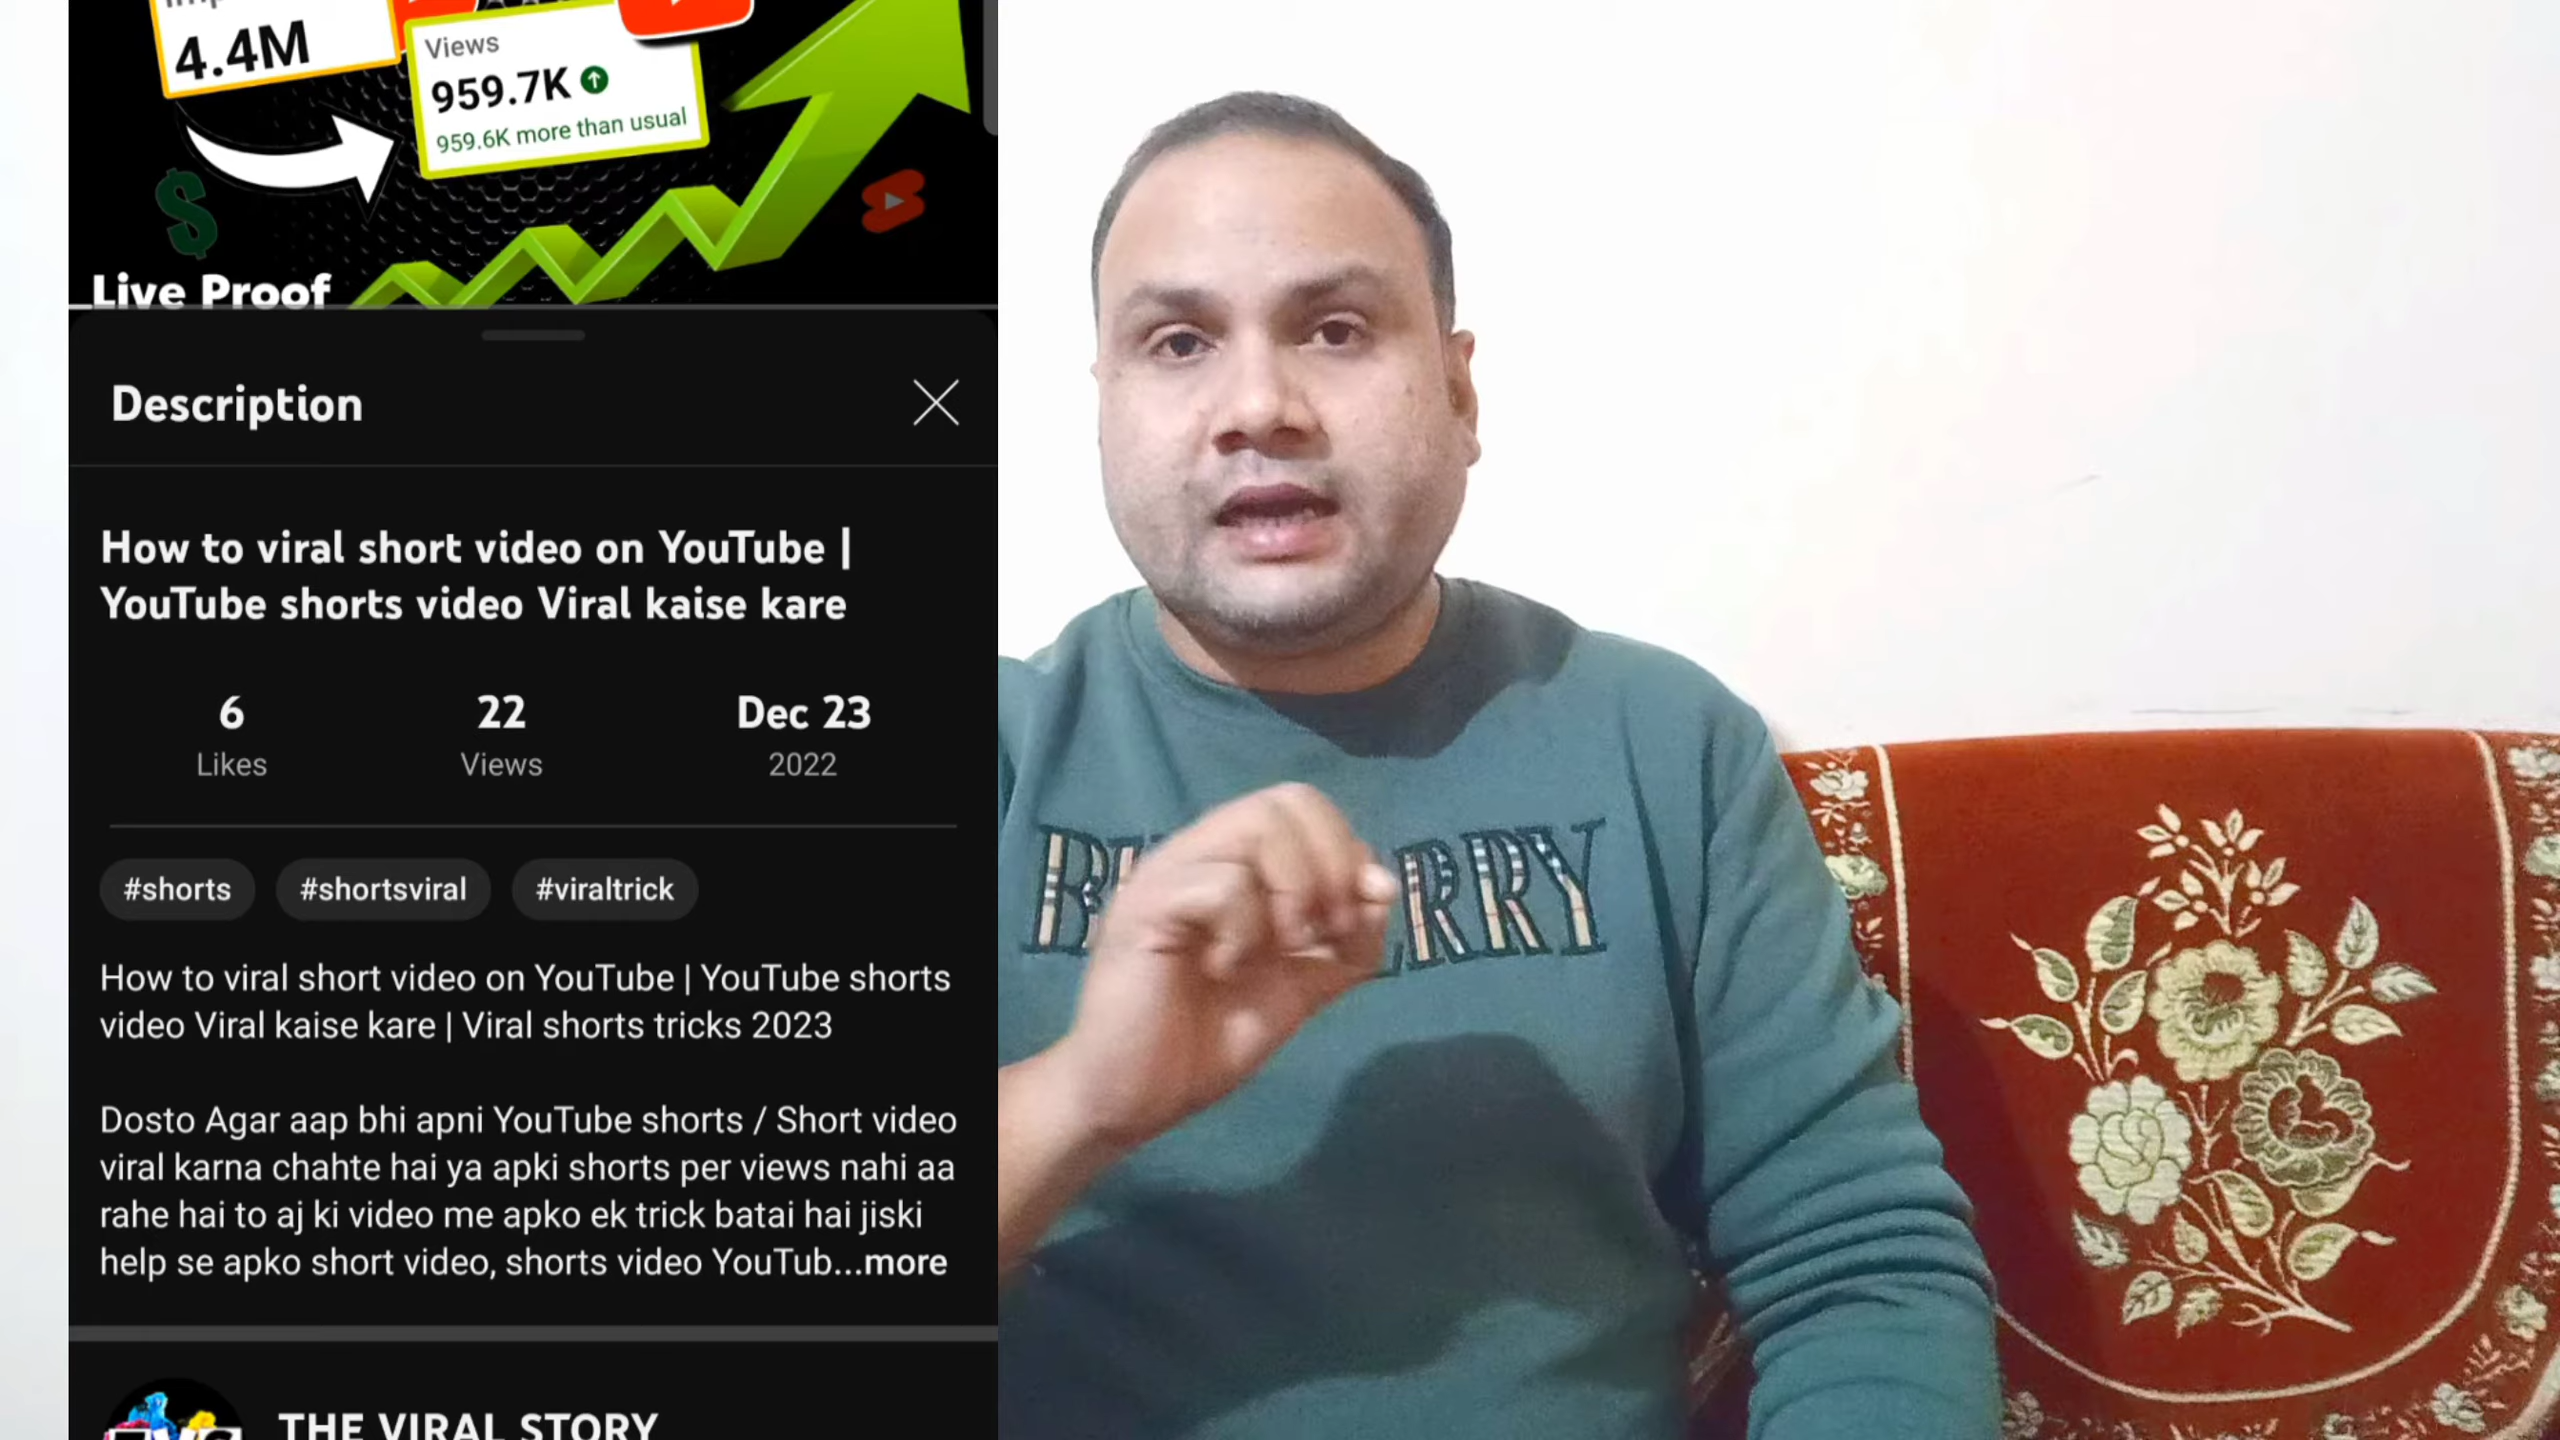 4.4M
Views
959.7K
959.6K more than usual
Live Proof
Description
How to viral short video on YouTube |
YouTube shorts video Viral kaise kare
6
Likes
22
Views
Dec 23
2022
#shorts
#shortsviral
#viraltrick
How to viral short video on YouTube | YouTube shorts
video Viral kaise kare | Viral shorts tricks 2023
Dosto Agar aap bhi apni YouTube shorts / Short video
viral karna chahte hai ya apki shorts per views nahi aa
rahe hai to aj ki video me apko ek trick batai hai jiski
help se apko short video, shorts video YouTub...more
THE VIRAL STORY